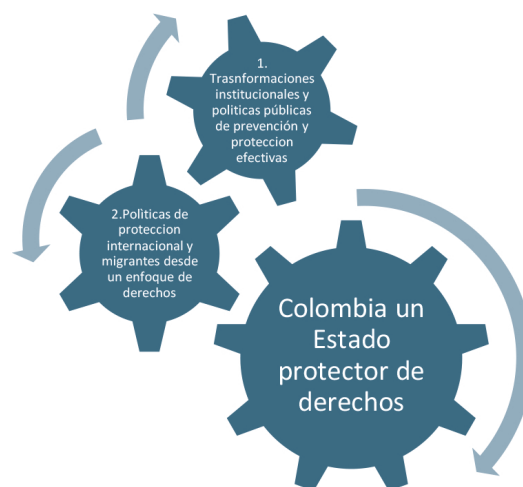 1.
Trasnformaciones
institucionales y
politicas públicas
de prevención y
proteccion
efectivas
2.Polìticas de
proteccion
internacional y
migrantes desde
un enfoque de
derechos
Colombia un
Estado
protector de
derechos